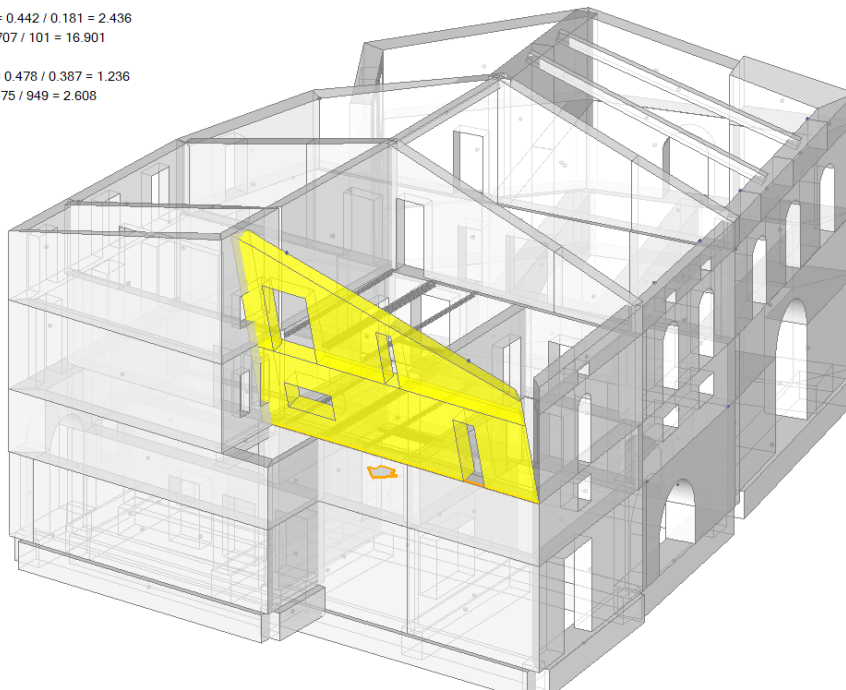 = 0.442 / 0.181 = 2.436
707 / 101 = 16.901
= 0.478 / 0.387 = 1.236
75 / 949 = 2.608